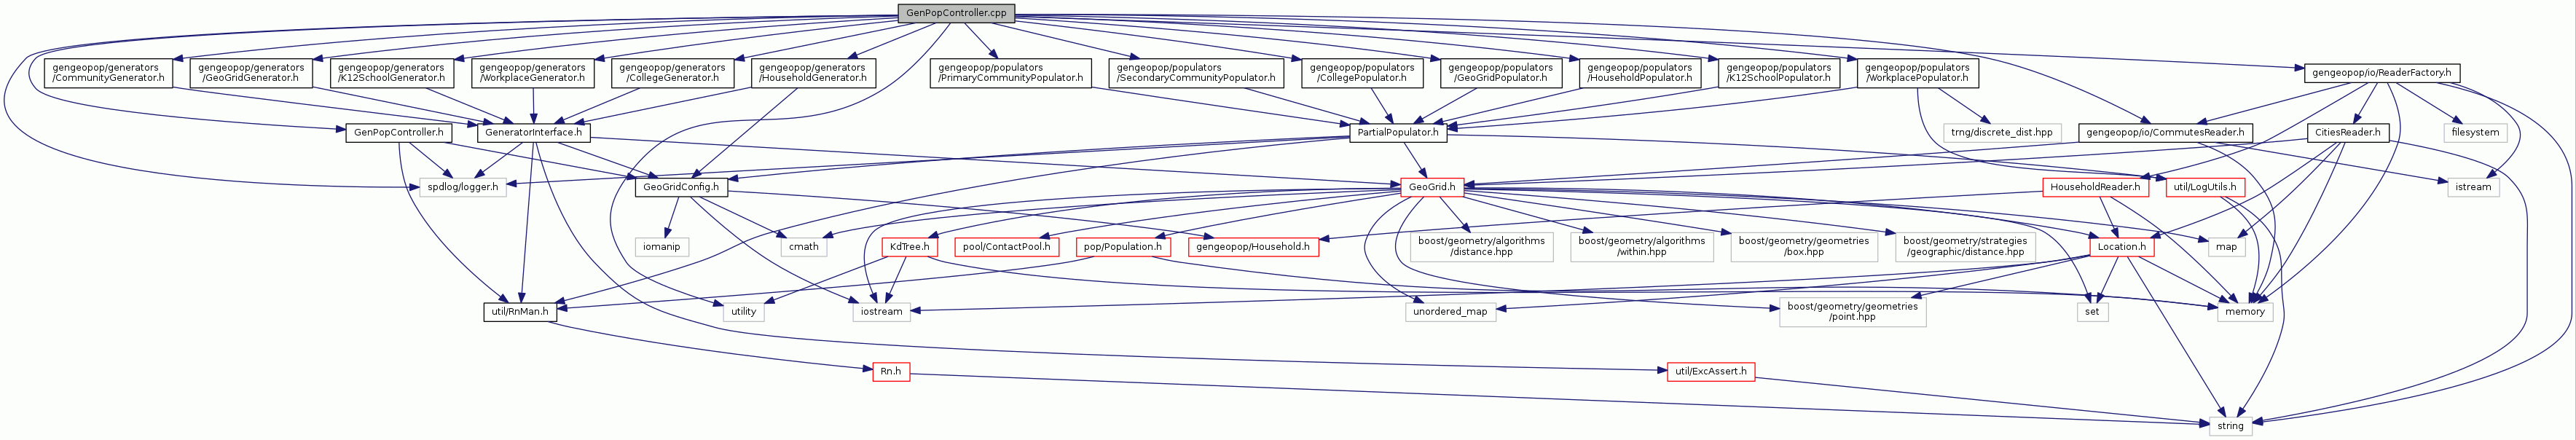 GenPopController.cpp
gengeopop/generators
/CommunityGenerator.h
gengeopop/generators
/GeoGridGenerator.h
gengeopop/generators
/K12SchoolGenerator.h
gengeopop/generators
/WorkplaceGenerator.h
gengeopop/generators
/CollegeGenerator.h
gengeopop/generators
/HouseholdGenerator.h
gengeopop/populators
/PrimaryCommunityPopulator.h
gengeopop/populators
/SecondaryCommunityPopulator.h
gengeopop/populators
/CollegePopulator.h
gengeopop/populators
/GeoGridPopulator.h
gengeopop/populators
/HouseholdPopulator.h
gengeopop/populators
/K12SchoolPopulator.h
gengeopop/populators
/WorkplacePopulator.h
gengeopop/io/ReaderFactory.h
GenPopController.h
GeneratorInterface.h
PartialPopulator.h
trng/discrete_dist.hpp
gengeopop/io/CommutesReader.h
CitiesReader.h
filesystem
spdlog/logger.h
GeoGridConfig.h
GeoGrid.h
HouseholdReader.h
util/LogUtils.h
istream
iomanip
cmath
KdTree.h
pool/ContactPool.h
pop/Population.h
gengeopop/Household.h
boost/geometry/algorithms
/distance.hpp
boost/geometry/algorithms
/within.hpp
boost/geometry/geometries
/box.hpp
boost/geometry/strategies
/geographic/distance.hpp
Location.h
map
util/RnMan.h
utility
iostream
unordered_map
boost/geometry/geometries
/point.hpp
set
memory
Rn.h
util/ExcAssert.h
string